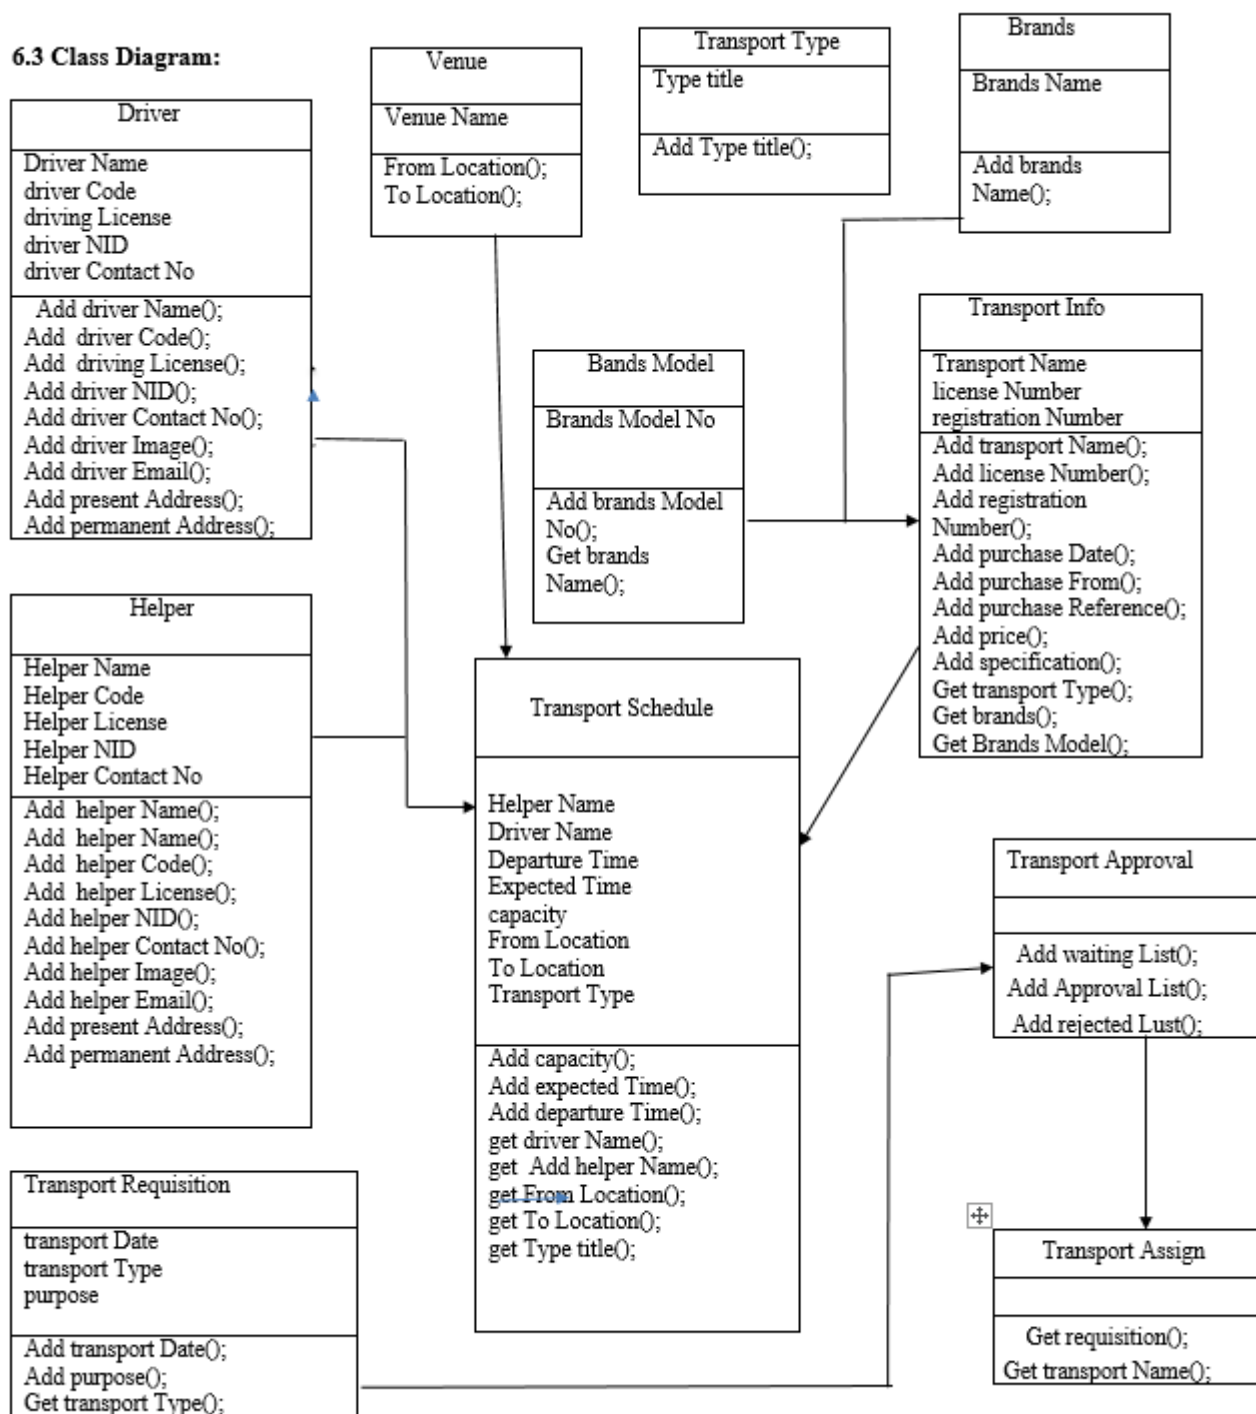 6.3 Class Diagram:
Driver
Driver Name
driver Code
driving License
driver NID
driver Contact No
Add driver Name();
Add driver Code();
Add driving License();
Add driver NID();
Add driver Contact No();
Add driver Image();
Add driver Email();
Add present Address();
Add permanent Address();
Venue
Venue Name
From Location();
To Location();
Transport Type
Type title
Add Type title();
Brands
Brands Name
Add brands
Name();
Bands Model
Brands Model No
Add brands Model
No();
Get brands
Name();
Transport Info
Transport Name
license Number
registration Number
Add transport Name();
Add license Number();
Add registration
Number();
Add purchase Date();
Add purchase From();
Add purchase Reference();
Add price();
Add specification();
Get transport Type();
Get brands();
Get Brands Model();
Helper
Helper Name
Helper Code
Helper License
Helper NID
Helper Contact No
Add helper Name();
Add helper Name();
Add helper Code();
Add helper License();
Add helper NID();
Add helper Contact No();
Add helper Image();
Add helper Email();
Add present Address();
Add permanent Address();
Transport Schedule
Helper Name
Driver Name
Departure Time
Expected Time
capacity
From Location
To Location
Transport Type
Add capacity();
Add expected Time();
Add departure Time();
get driver Name();
get Add helper Name();
get From Location();
get To Location();
get Type title();
Transport Approval
Add waiting List();
Add Approval List();
Add rejected Lust();
Transport Requisition
transport Date
transport Type
purpose
Add transport Date();
Add purpose();
Get transport Type();
Transport Assign
Get requisition();
Get transport Name();